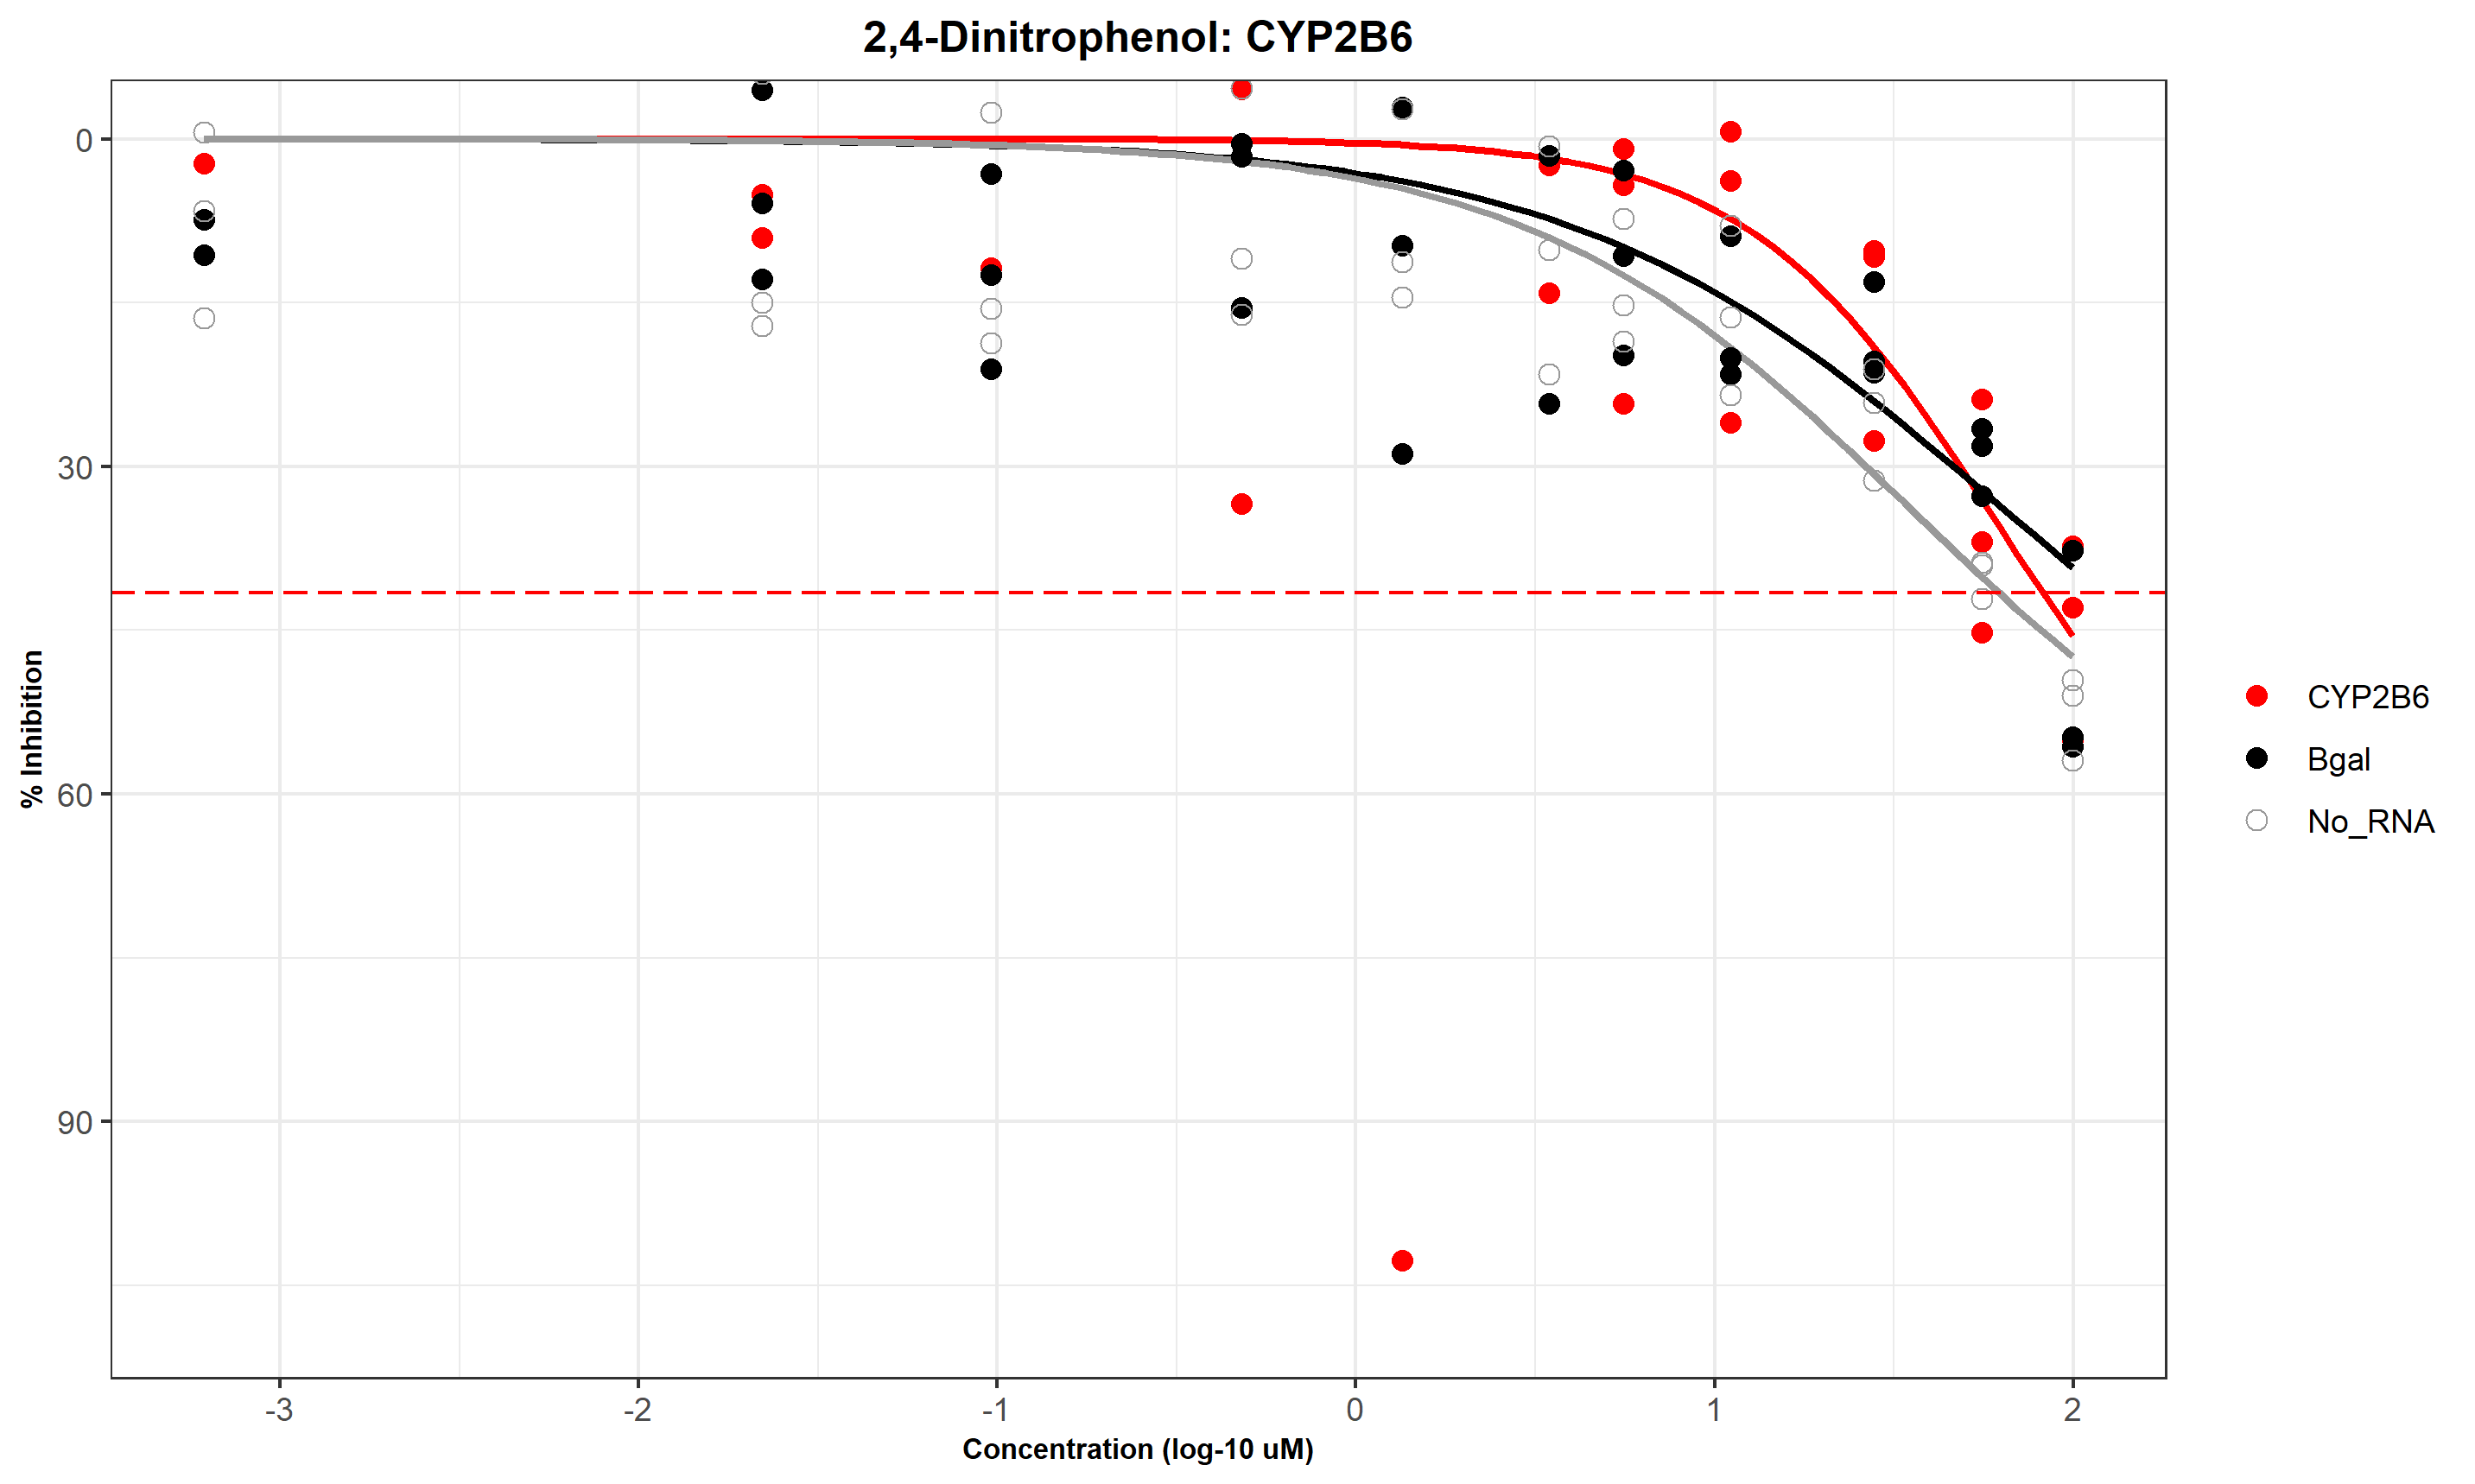 2,4-Dinitrophenol: CYP2B6
% Inhibition
0
30
60
90
-3
-2
-1
0
1
2
Concentration (log-10 uM)
CYP2B6
Bgal
No_RNA